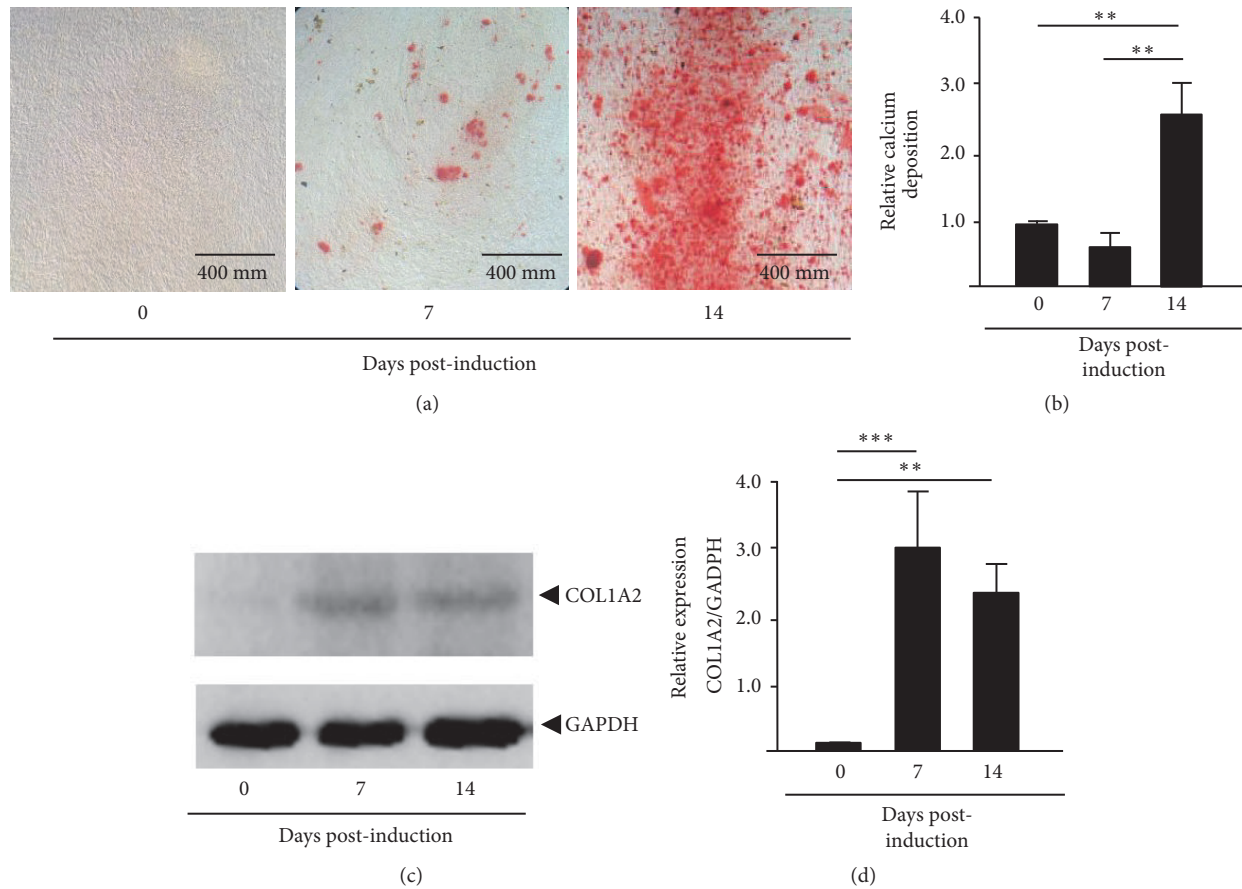 400 mm
400 mm
400 mm
0
7
14
Days post-induction
(a)
4.0
3.0
2.0
1.0
Relative calcium
deposition
**
**
0
7
14
Days post-
induction
(b)
COL1A2
GAPDH
0
7
14
Days post-induction
(c)
4.0
3.0
2.0
1.0
Relative expression
COL1A2/GADPH
***
**
0
7
14
Days post-
induction
(d)